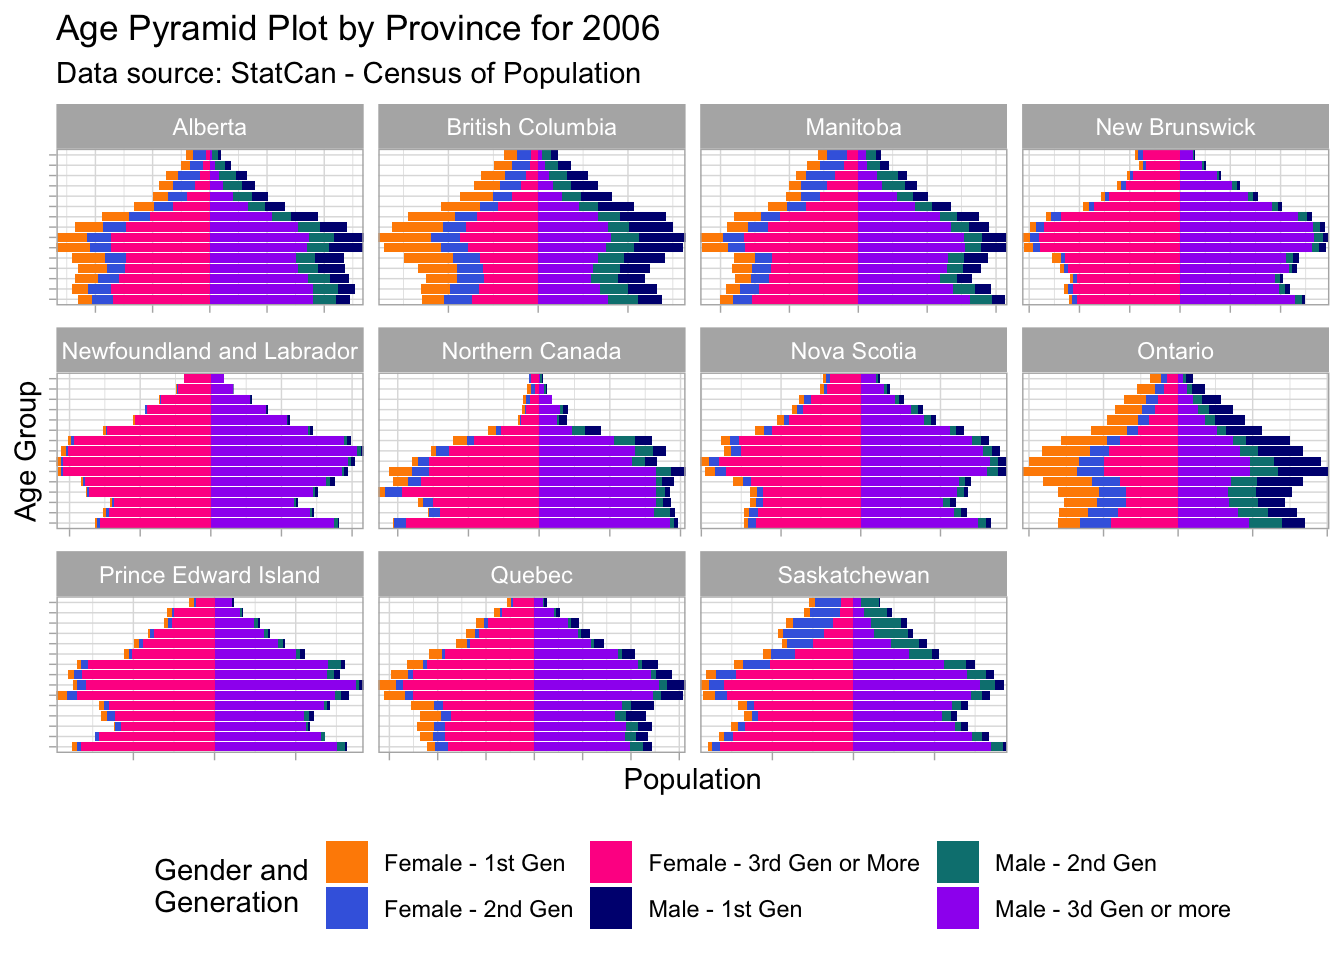 Age Pyramid Plot by Province for 2006
Data source: StatCan - Census of Population
Alberta
British Columbia
Manitoba
New Brunswick
Newfoundland and Labrador
Northern Canada
Nova Scotia
Ontario
Prince Edward Island
Quebec
Saskatchewan
Age Group
Population
Gender and
Generation
Female - 1st Gen
Female - 2nd Gen
Female - 3rd Gen or More
Male - 1st Gen
Male - 2nd Gen
Male - 3d Gen or more